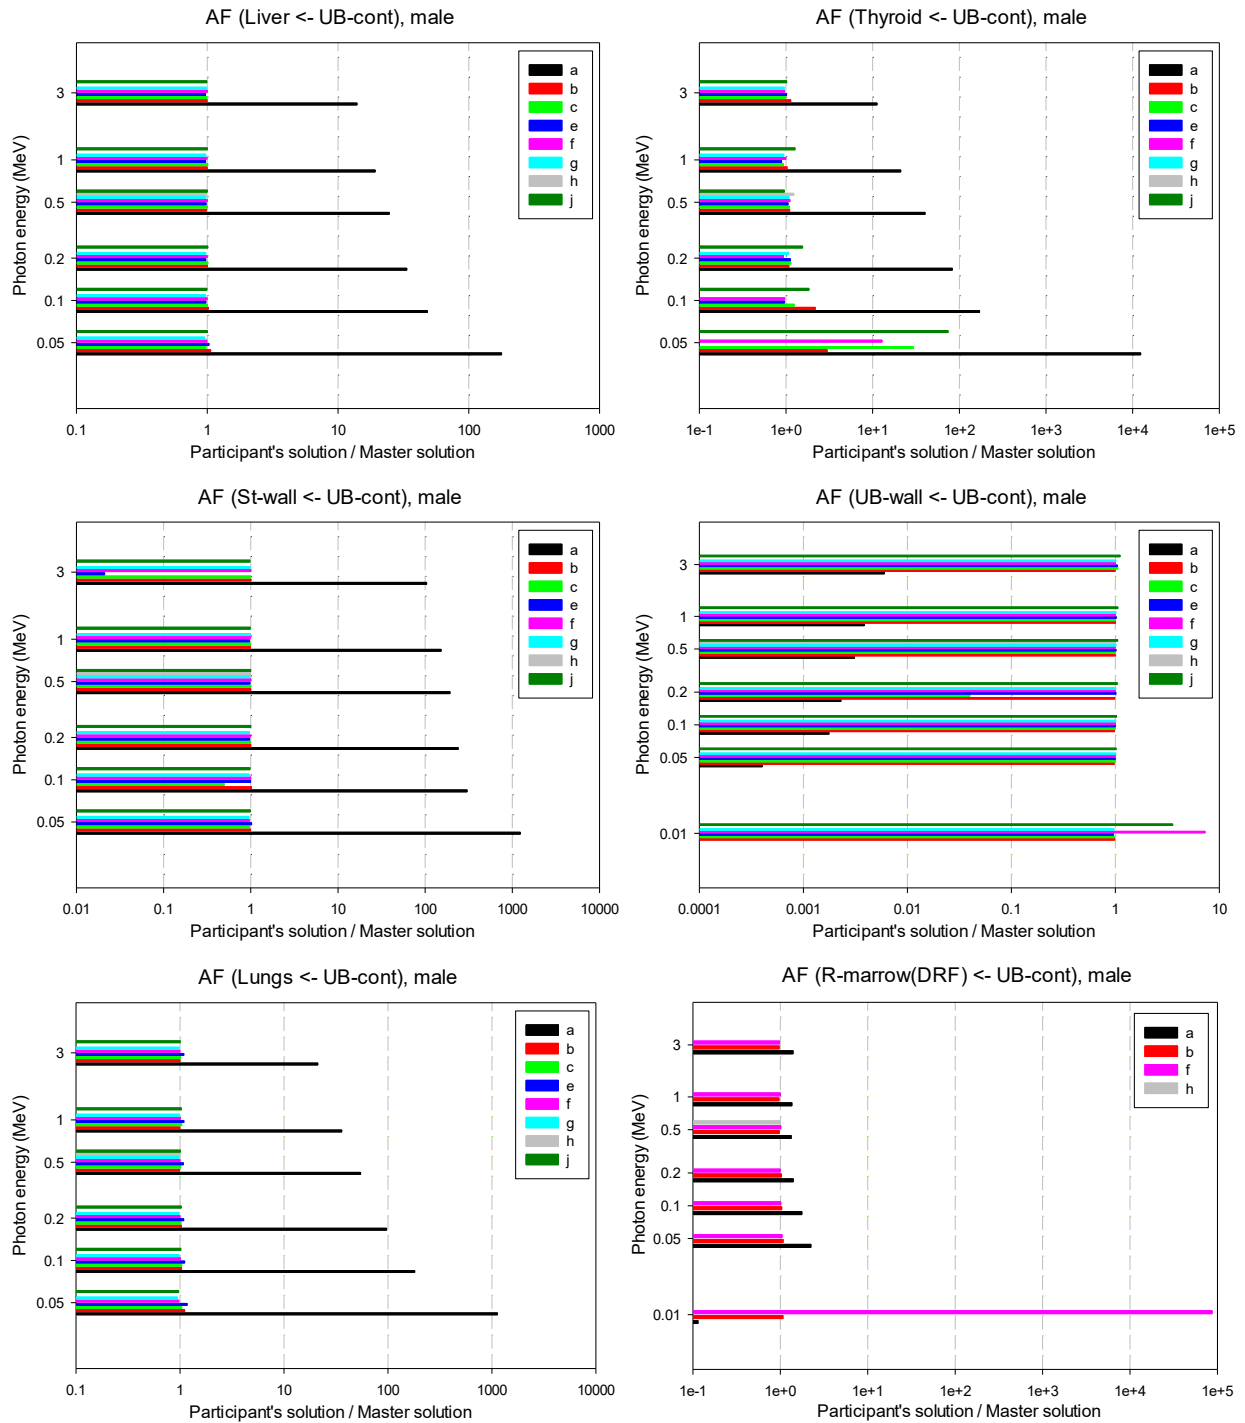 AF (Liver <- UB-cont), male
Photon energy (MeV)
3
1
0.5
0.2
0.1
0.05
0.1 1 10 100 1000
Participant's solution / Master solution
a
b
c
e
f
g
h
j
AF (Thyroid <- UB-cont), male
Photon energy (MeV)
3
1
0.5
0.2
0.1
0.05
1e-1 1e+0 1e+1 1e+2 1e+3 1e+4 1e+5
Participant's solution / Master solution
a
b
c
e
f
g
h
j
AF (St-wall <- UB-cont), male
Photon energy (MeV)
3
1
0.5
0.2
0.1
0.05
0.01 0.1 1 10 100 1000 10000
Participant's solution / Master solution
a
b
c
e
f
g
h
j
AF (UB-wall <- UB-cont), male
Photon energy (MeV)
3
1
0.5
0.2
0.1
0.05
0.01
0.0001 0.001 0.01 0.1 1 10
Participant's solution / Master solution
a
b
c
e
f
g
h
j
AF (Lungs <- UB-cont), male
Photon energy (MeV)
3
1
0.5
0.2
0.1
0.05
0.1 1 10 100 1000 10000
Participant's solution / Master solution
a
b
c
e
f
g
h
j
AF (R-marrow(DRF) <- UB-cont), male
Photon energy (MeV)
3
1
0.5
0.2
0.1
0.05
0.01
1e-1 1e+0 1e+1 1e+2 1e+3 1e+4 1e+5
Participant's solution / Master solution
a
b
f
h